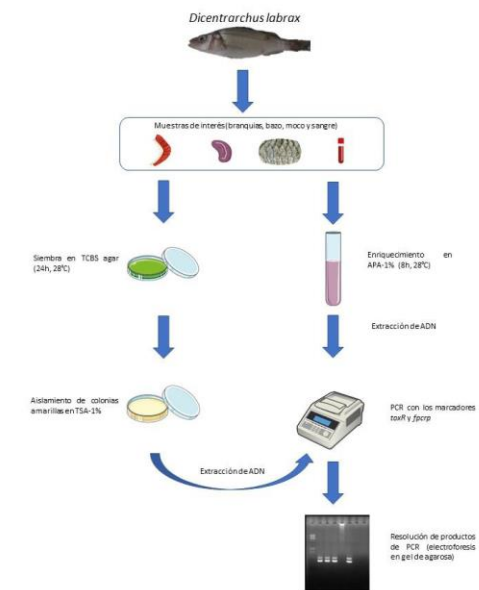 Dicentrarchus labrax
Muestras de interés (branquias, bazo, moco y sangre)
Siembra en TCBS agar
(24h, 28ºC)
Enriquecimiento en
APA-1% (8h, 28ºC)
Extracción de ADN
Aislamiento de colonias
amarillas en TSA-1%
PCR con los marcadores
toxR y fpcrp
Extracción de ADN
Resolución de productos
de PCR (electroforesis
en gel de agarosa)